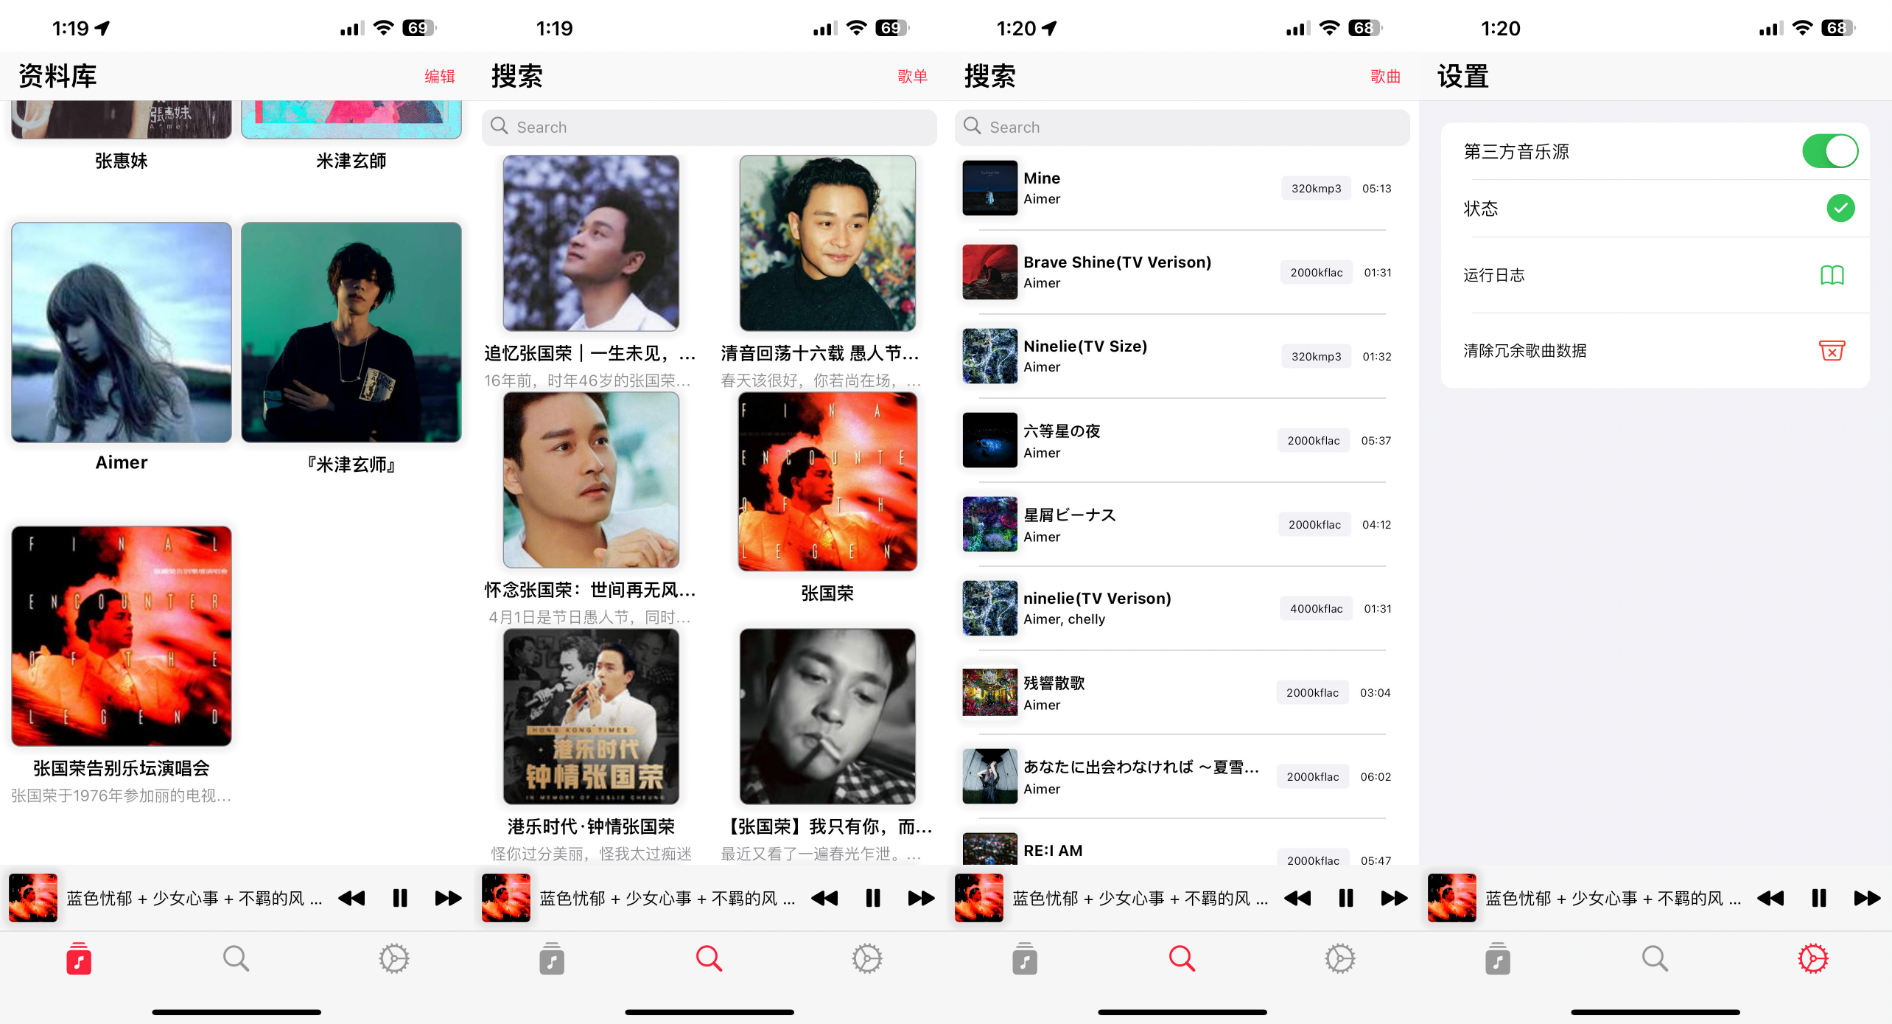 1:19
69
资料库
编辑
张惠妹
Aimer
张惠妹
米津玄師
Aimer
『米津玄师』
FINAL
ENCOUNTER
OF THE
LEGEND
张国荣告别乐坛演唱会
张国荣于1976年参加丽的电视...
蓝色忧郁 + 少女心事 + 不羁的风 ...
1:19
69
搜索
歌单
Search
追忆张国荣｜一生未见，...
16年前，时年46岁的张国荣...
清音回荡十六载 愚人节...
春天该很好，你若尚在场，...
FINA
ENCOUNTE
OF TH
LEGEN
怀念张国荣：世间再无风...
4月1日是节日愚人节，同时...
张国荣
HONG KONG TIMES
港乐时代
钟情张国荣
IN MEMORY OF LESLIE CHEUNG
港乐时代·钟情张国荣
怪你过分美丽，怪我太过痴迷
【张国荣】我只有你，而...
最近又看了一遍春光乍泄。...
蓝色忧郁 + 少女心事 + 不羁的风 ...
1:20
68
搜索
歌曲
Search
Mine
Aimer
320kmp3
05:13
Brave Shine(TV Verison)
Aimer
2000kflac
01:31
Ninelie(TV Size)
Aimer
320kmp3
01:32
六等星の夜
Aimer
2000kflac
05:37
星屑ビーナス
Aimer
2000kflac
04:12
ninelie(TV Verison)
Aimer, chelly
4000kflac
01:31
残響散歌
Aimer
2000kflac
03:04
あなたに出会わなければ ～夏雪...
Aimer
2000kflac
06:02
RE:I AM
2000kflac
05:47
蓝色忧郁 + 少女心事 + 不羁的风 ...
1:20
68
设置
第三方音乐源
状态
运行日志
清除冗余歌曲数据
蓝色忧郁 + 少女心事 + 不羁的风 ...